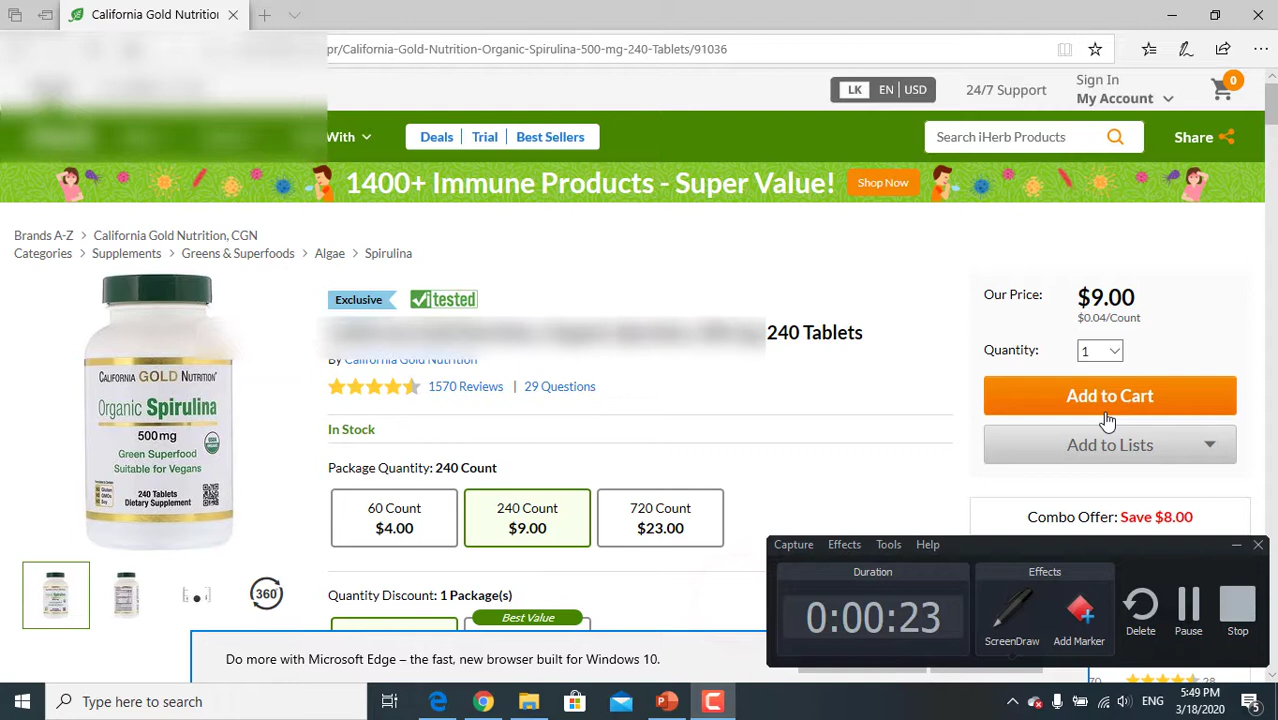 California Gold Nutrition
pr/California-Gold-Nutrition-Organic-Spirulina-500-mg-240-Tablets/91036
LK EN | USD
24/7 Support
Sign In
My Account
0
With
Deals | Trial | Best Sellers
Search iHerb Products
Share
1400+ Immune Products - Super Value!
Shop Now
Brands A-Z > California Gold Nutrition, CGN
Categories > Supplements > Greens & Superfoods > Algae > Spirulina
CALIFORNIA GOLD NUTRITION
Organic Spirulina
500 mg
Green Superfood
Suitable for Vegans
240 Tablets
Dietary Supplement
360°
Exclusive
itested
240 Tablets
By California Gold Nutrition
1570 Reviews | 29 Questions
In Stock
Package Quantity: 240 Count
60 Count
$4.00
240 Count
$9.00
720 Count
$23.00
Quantity Discount: 1 Package(s)
Best Value
Our Price: $9.00
$0.04/Count
Quantity: 1
Add to Cart
Add to Lists
Combo Offer: Save $8.00
Capture Effects Tools Help
Duration
0:00:23
Effects
ScreenDraw
Add Marker
Delete
Pause
Stop
Do more with Microsoft Edge – the fast, new browser built for Windows 10.
28
Type here to search
ENG
5:49 PM
3/18/2020
5